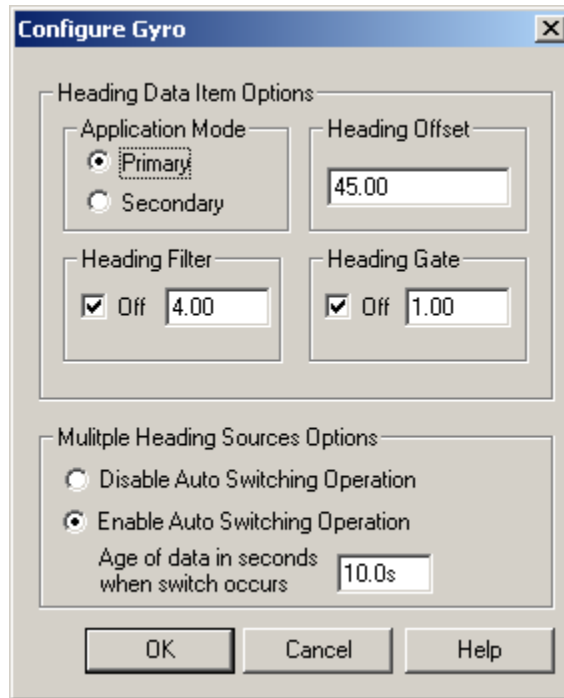 Configure Gyro
Heading Data Item Options
Application Mode
Primary
Secondary
Heading Offset
45.00
Heading Filter
Off 4.00
Heading Gate
Off 1.00
Mulitple Heading Sources Options
Disable Auto Switching Operation
Enable Auto Switching Operation
Age of data in seconds
when switch occurs
10.0s
OK Cancel Help